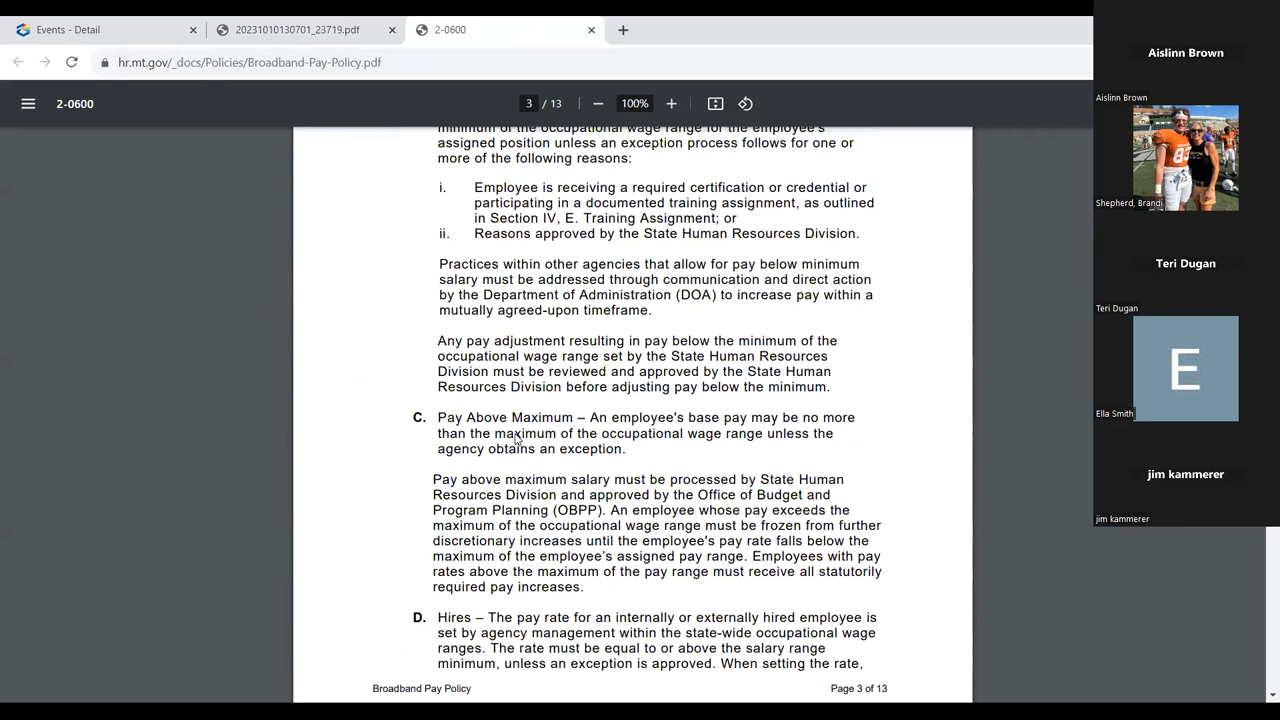 Events - Detail
20231010130701_23719.pdf
2-0600
hr.mt.gov/_docs/Policies/Broadband-Pay-Policy.pdf
2-0600
3 / 13
100%
minimum of the occupational wage range for the employee's
assigned position unless an exception process follows for one or
more of the following reasons:
i. Employee is receiving a required certification or credential or
participating in a documented training assignment, as outlined
in Section IV, E. Training Assignment; or
ii. Reasons approved by the State Human Resources Division.
Practices within other agencies that allow for pay below minimum
salary must be addressed through communication and direct action
by the Department of Administration (DOA) to increase pay within a
mutually agreed-upon timeframe.
Any pay adjustment resulting in pay below the minimum of the
occupational wage range set by the State Human Resources
Division must be reviewed and approved by the State Human
Resources Division before adjusting pay below the minimum.
C. Pay Above Maximum – An employee's base pay may be no more
than the maximum of the occupational wage range unless the
agency obtains an exception.
Pay above maximum salary must be processed by State Human
Resources Division and approved by the Office of Budget and
Program Planning (OBPP). An employee whose pay exceeds the
maximum of the occupational wage range must be frozen from further
discretionary increases until the employee's pay rate falls below the
maximum of the employee's assigned pay range. Employees with pay
rates above the maximum of the pay range must receive all statutorily
required pay increases.
D. Hires – The pay rate for an internally or externally hired employee is
set by agency management within the state-wide occupational wage
ranges. The rate must be equal to or above the salary range
minimum, unless an exception is approved. When setting the rate,
Broadband Pay Policy
Page 3 of 13
Aislinn Brown
Aislinn Brown
83
Shepherd, Brandi
Teri Dugan
Teri Dugan
E
Ella Smith
jim kammerer
jim kammerer